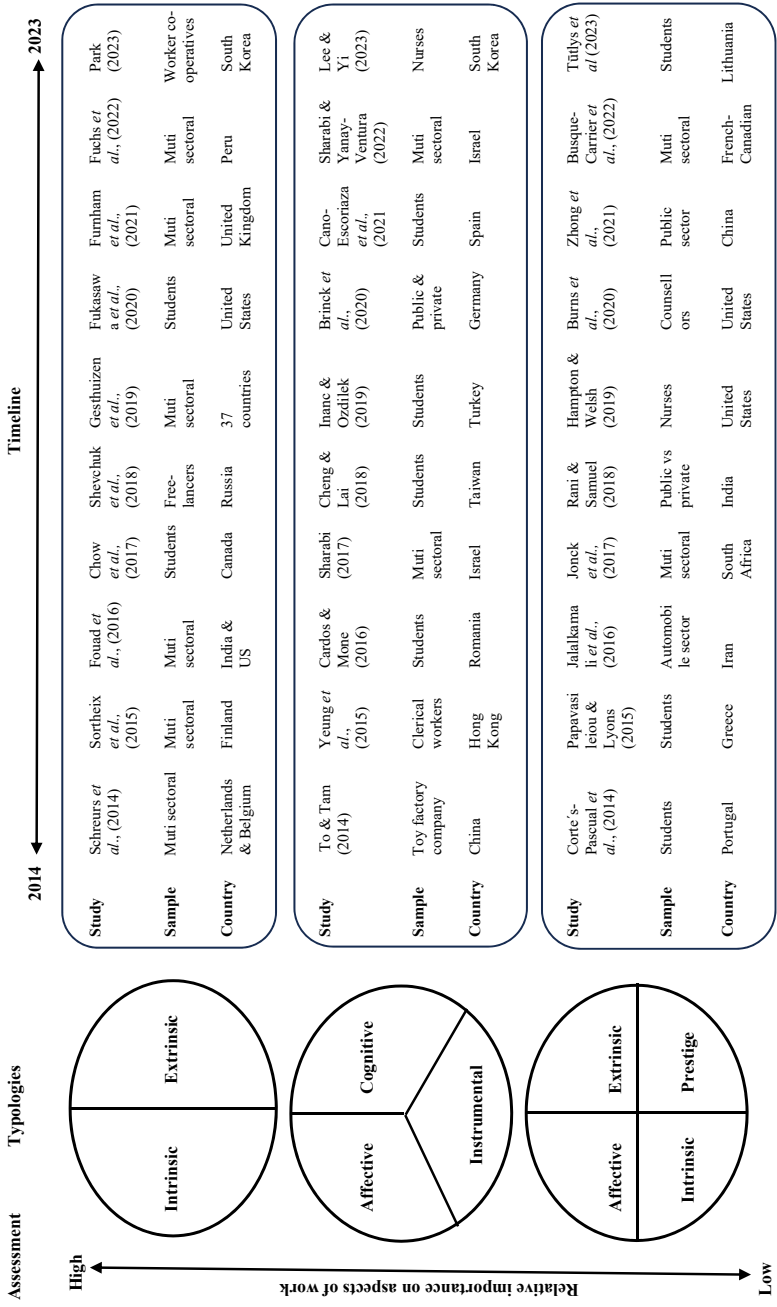 Assessment
Typologies
Timeline
2014
2023
High
Relative importance on aspects of work
Low
Intrinsic
Extrinsic
Study
Schreurs et
al., (2014)
Sortheix
et al.,
(2015)
Fouad et
al., (2016)
Chow
et al.,
(2017)
Shevchuk
et al.,
(2018)
Gesthuizen
et al.,
(2019)
Fukasaw
a et al.,
(2020)
Furnham
et al.,
(2021)
Fuchs et
al., (2022)
Park
(2023)
Sample
Muti sectoral
Muti
sectoral
Muti
sectoral
Students
Free-
lancers
Muti
sectoral
Students
Muti
sectoral
Muti
sectoral
Worker co-
operatives
Country
Netherlands
& Belgium
Finland
India &
US
Canada
Russia
37
countries
United
States
United
Kingdom
Peru
South
Korea
Affective
Cognitive
Instrumental
Study
To & Tam
(2014)
Yeung et
al.,
(2015)
Cardos &
Mone
(2016)
Sharabi
(2017)
Cheng &
Lai
(2018)
Inanc &
Ozdilek
(2019)
Brinck et
al.,
(2020)
Cano-
Escoriaza
et al.,
(2021
Sharabi &
Yanay-
Ventura
(2022)
Lee &
Yi
(2023)
Sample
Toy factory
company
Clerical
workers
Students
Muti
sectoral
Students
Students
Public &
private
Students
Muti
sectoral
Nurses
Country
China
Hong
Kong
Romania
Israel
Taiwan
Turkey
Germany
Spain
Israel
South
Korea
Affective
Extrinsic
Intrinsic
Prestige
Study
Corte´s-
Pascual et
al., (2014)
Papavasi
leiou &
Lyons
(2015)
Jalalkama
li et al.,
(2016)
Jonck et
al.,
(2017)
Rani &
Samuel
(2018)
Hampton &
Welsh
(2019)
Burns et
al.,
(2020)
Zhong et
al.,
(2021)
Busque-
Carrier et
al., (2022)
Tūtlys et
al (2023)
Sample
Students
Students
Automobi
le sector
Muti
sectoral
Public vs
private
Nurses
Counsell
ors
Public
sector
Muti
sectoral
Students
Country
Portugal
Greece
Iran
South
Africa
India
United
States
United
States
China
French-
Canadian
Lithuania